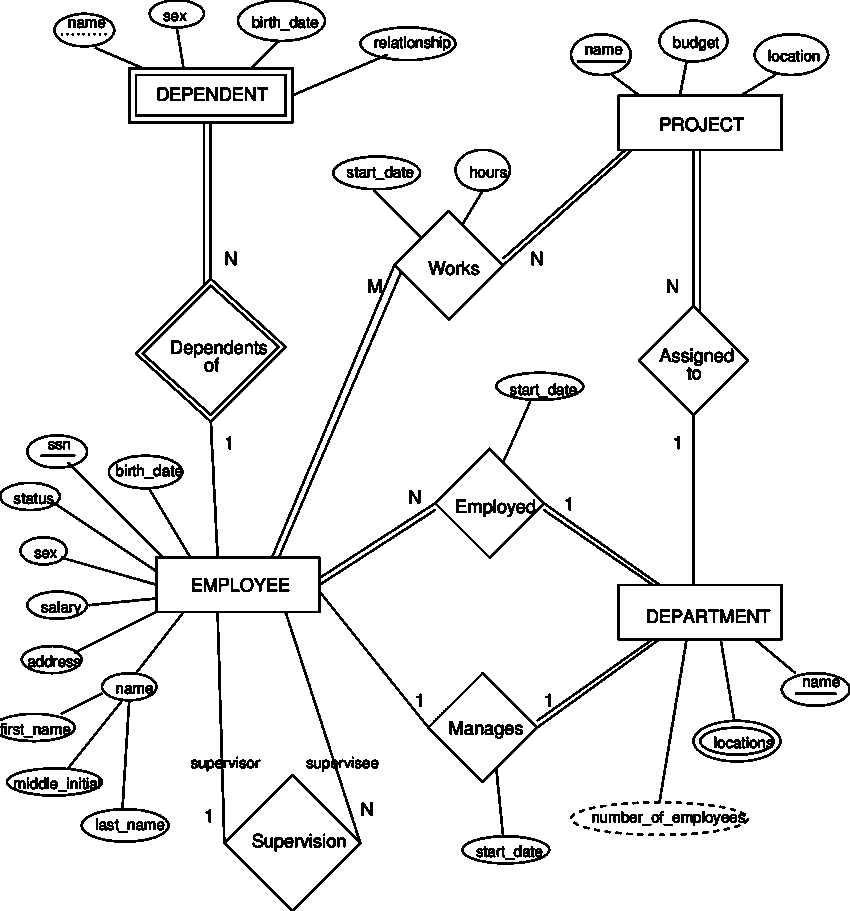 name
sex
birth_date
relationship
DEPENDENT
name
budget
location
PROJECT
start_date
hours
Works
M
N
N
N
Dependents
of
Assigned
to
1
1
start_date
ssn
birth_date
status
sex
salary
address
name
first_name
middle_initial
last_name
EMPLOYEE
N
Employed
1
DEPARTMENT
name
locations
number_of_employees
1
Manages
1
start_date
supervisor
supervisee
1
N
Supervision